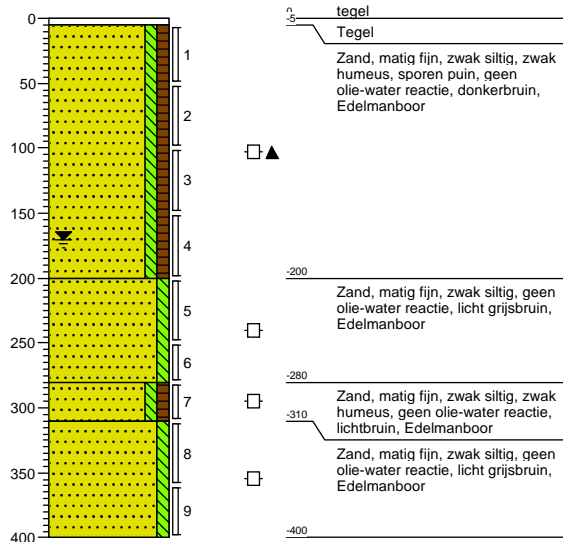 0
tegel
-5
Tegel
Zand, matig fijn, zwak siltig, zwak
humeus, sporen puin, geen
olie-water reactie, donkerbruin,
Edelmanboor
-200
Zand, matig fijn, zwak siltig, geen
olie-water reactie, licht grijsbruin,
Edelmanboor
-280
Zand, matig fijn, zwak siltig, zwak
humeus, geen olie-water reactie,
lichtbruin, Edelmanboor
-310
Zand, matig fijn, zwak siltig, geen
olie-water reactie, licht grijsbruin,
Edelmanboor
-400
0
50
100
150
200
250
300
350
400
1
2
3
4
5
6
7
8
9